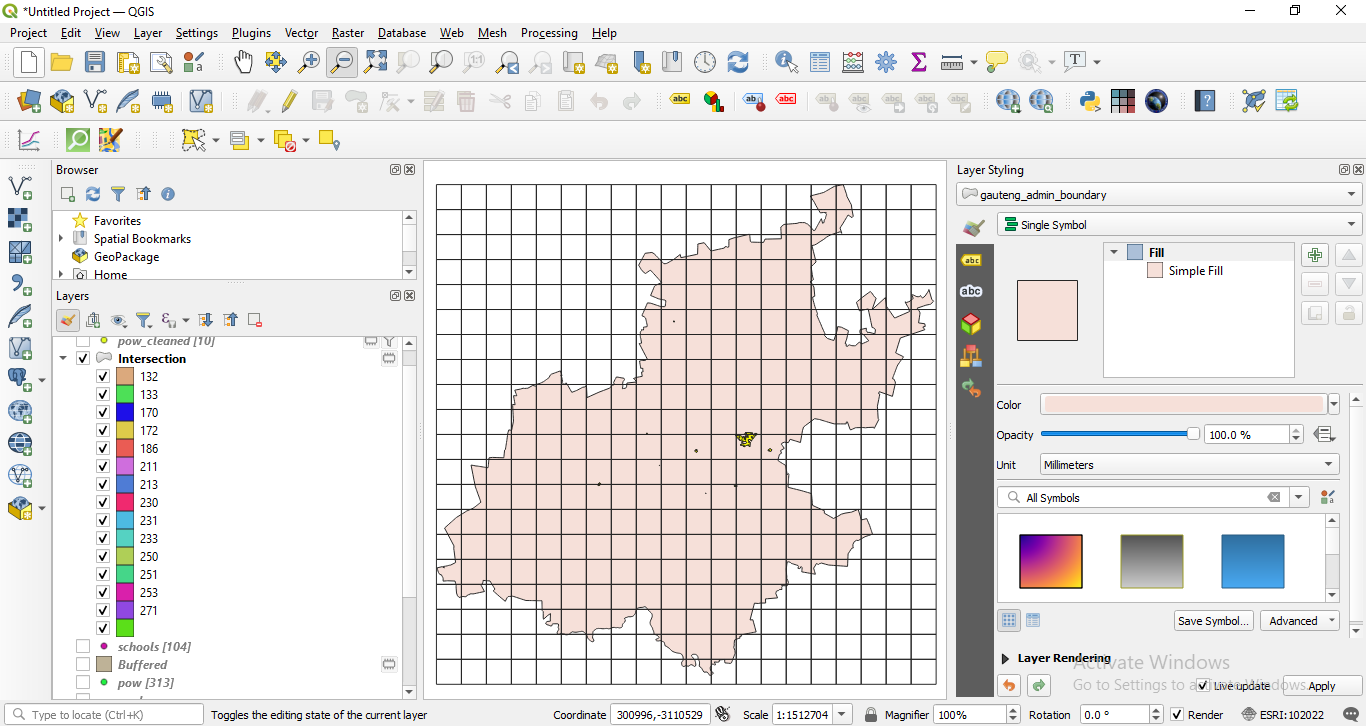 *Untitled Project — QGIS
Project Edit View Layer Settings Plugins Vector Raster Database Web Mesh Processing Help
Browser
Favorites
Spatial Bookmarks
GeoPackage
Home
Layers
pow_cleaned [10]
Intersection
132
133
170
172
186
211
213
230
231
233
250
251
253
271
schools [104]
Buffered
pow [313]
Layer Styling
gauteng_admin_boundary
Single Symbol
Fill
Simple Fill
Color
Opacity 100.0 %
Unit Millimeters
All Symbols
Save Symbol... Advanced
Layer Rendering
Activate Windows
Go to Settings to activate Windows.
Live update Apply
Type to locate (Ctrl+K) Toggles the editing state of the current layer Coordinate 300996,-3110529 Scale 1:1512704 Magnifier 100% Rotation 0.0 ° Render ESRI:102022